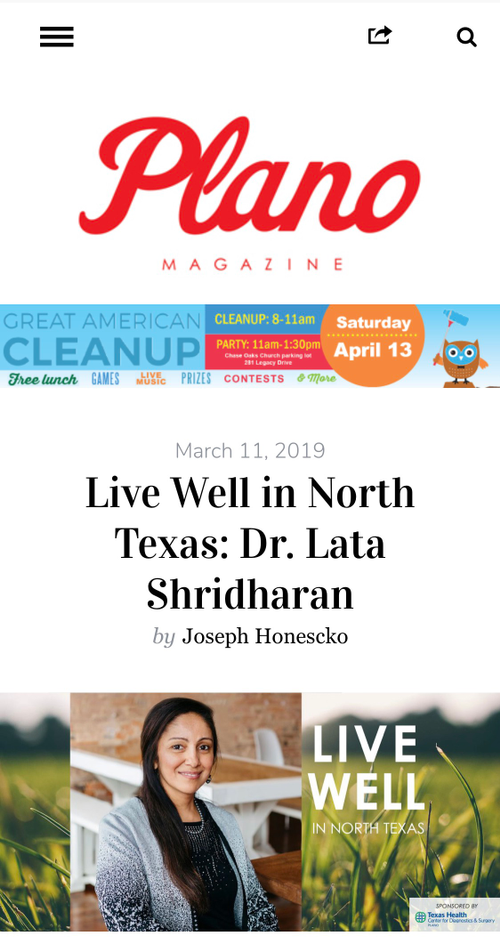 Plano
MAGAZINE
GREAT AMERICAN
CLEANUP
CLEANUP: 8-11am
PARTY: 11am-1:30pm
Chase Oaks Church parking lot
281 Legacy Drive
Saturday
April 13
Free lunch GAMES LIVE MUSIC PRIZES CONTESTS & More
March 11, 2019
Live Well in North
Texas: Dr. Lata
Shridharan
by Joseph Honescko
LIVE
WELL
IN NORTH TEXAS
SPONSORED BY
Texas Health
Center for Diagnostics & Surgery